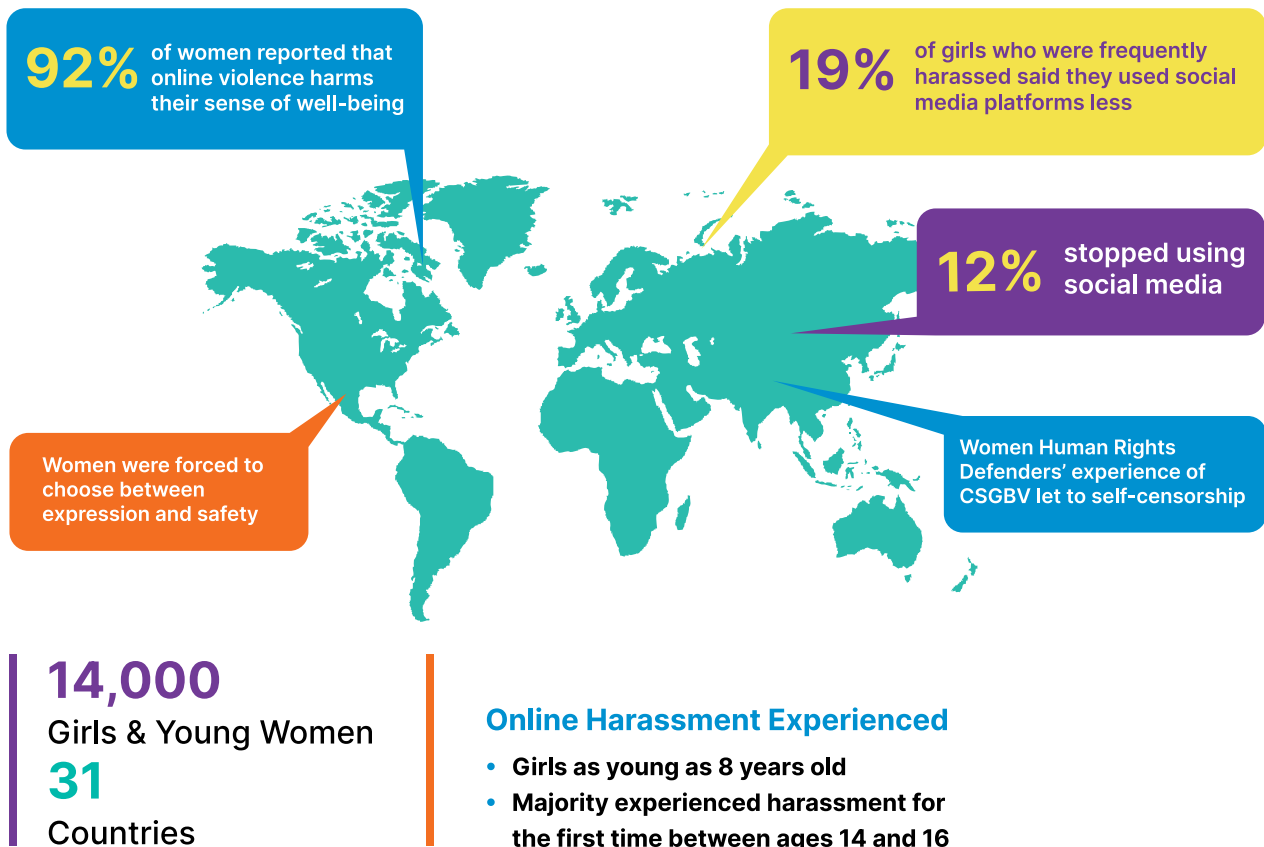 92%
of women reported that
online violence harms
their sense of well-being
19%
of girls who were frequently
harassed said they used social
media platforms less
12%
stopped using
social media
Women were forced to
choose between
expression and safety
Women Human Rights
Defenders’ experience of
CSGBV let to self-censorship
14,000
Girls & Young Women
31
Countries
Online Harassment Experienced
• Girls as young as 8 years old
• Majority experienced harassment for
the first time between ages 14 and 16